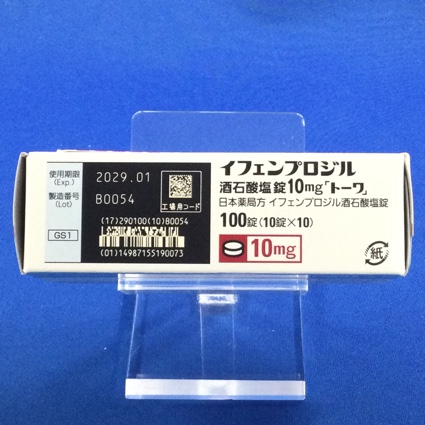 使用期限
(Exp.)
2029.01
製造番号
(Lot)
B0054
工場用コード
GS1
(17)290100(10)B0054
(01)14987155190073
イフェンプロジル
酒石酸塩錠10mg「トーワ」
日本薬局方 イフェンプロジル酒石酸塩錠
100錠(10錠×10)
10mg
紙